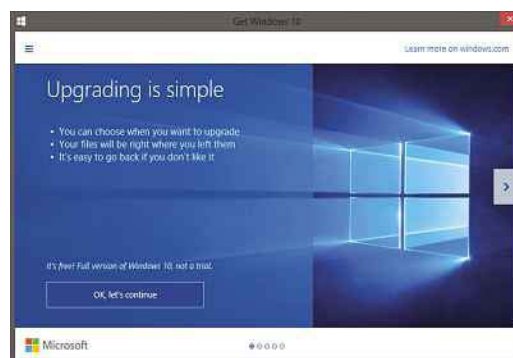 Get Windows 10
Learn more on windows.com
Upgrading is simple
• You can choose when you want to upgrade
• Your files will be right where you left them
• It's easy to go back if you don't like it
It's free! Full version of Windows 10, not a trial.
OK, let's continue
Microsoft